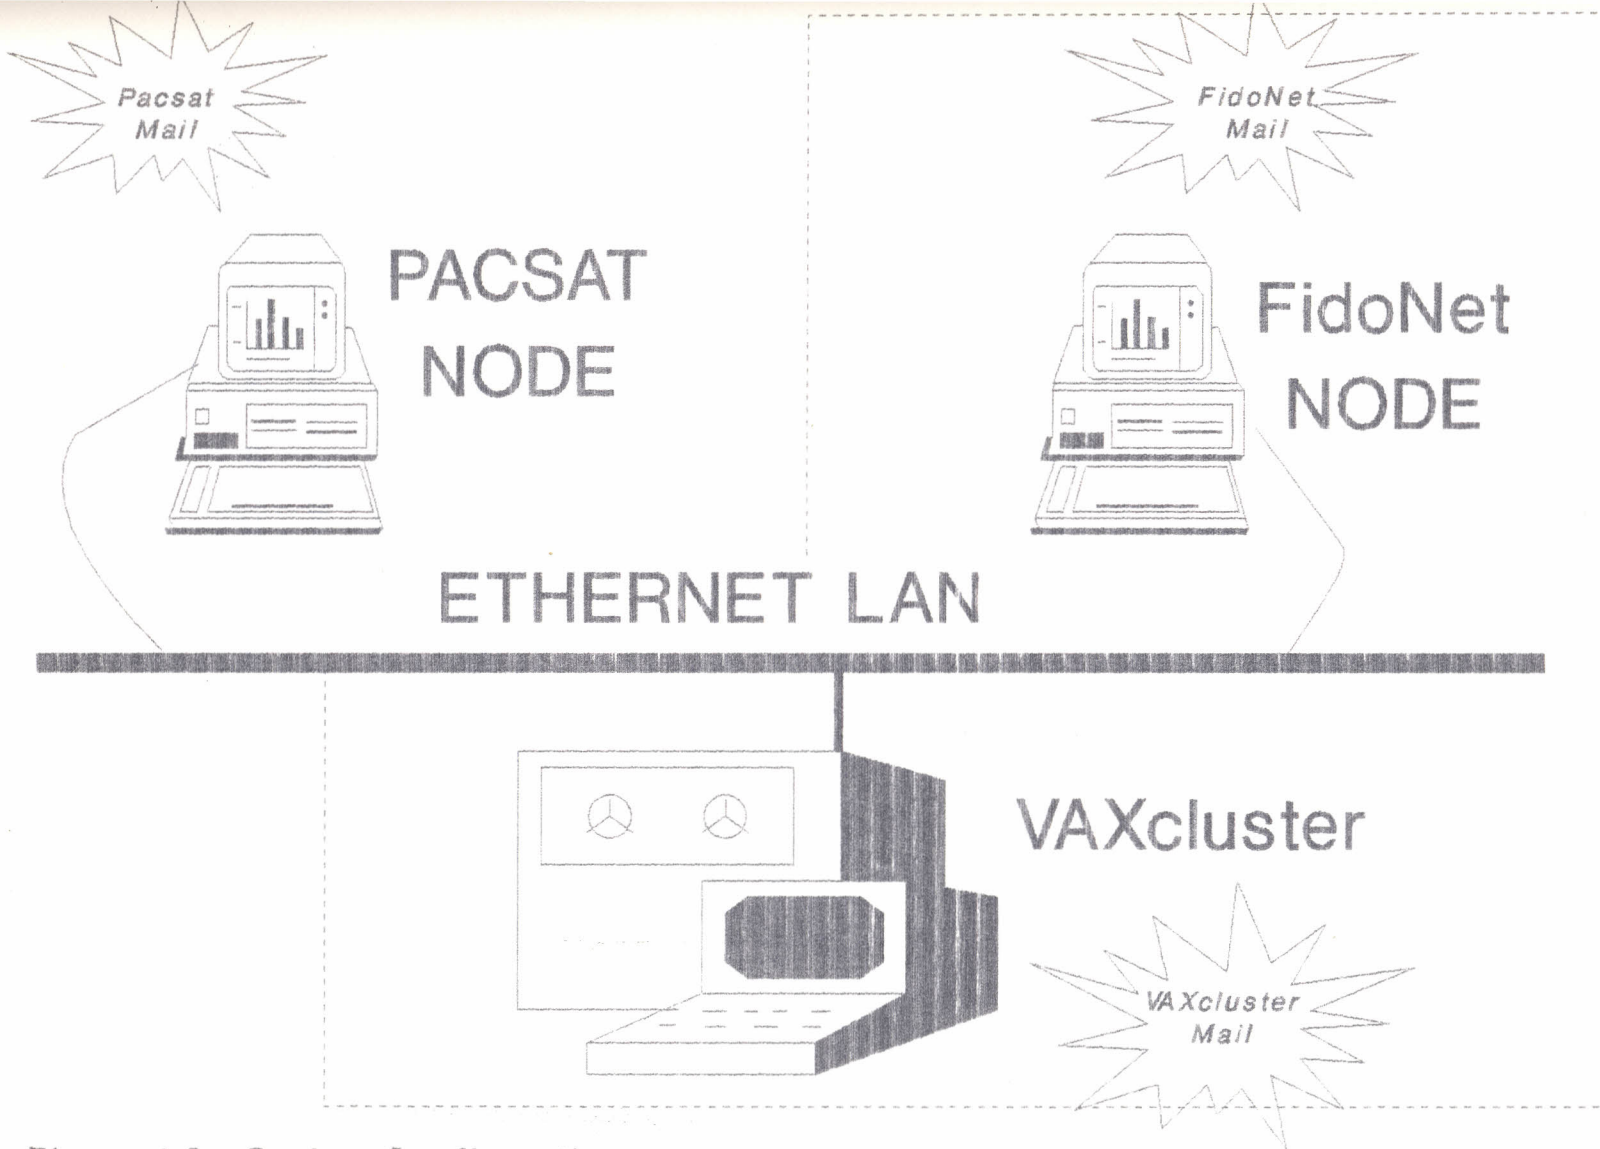 Pacsat
Mail
FidoNet
Mail
PACSAT
NODE
FidoNet
NODE
ETHERNET LAN
VAXcluster
VAXcluster
Mail